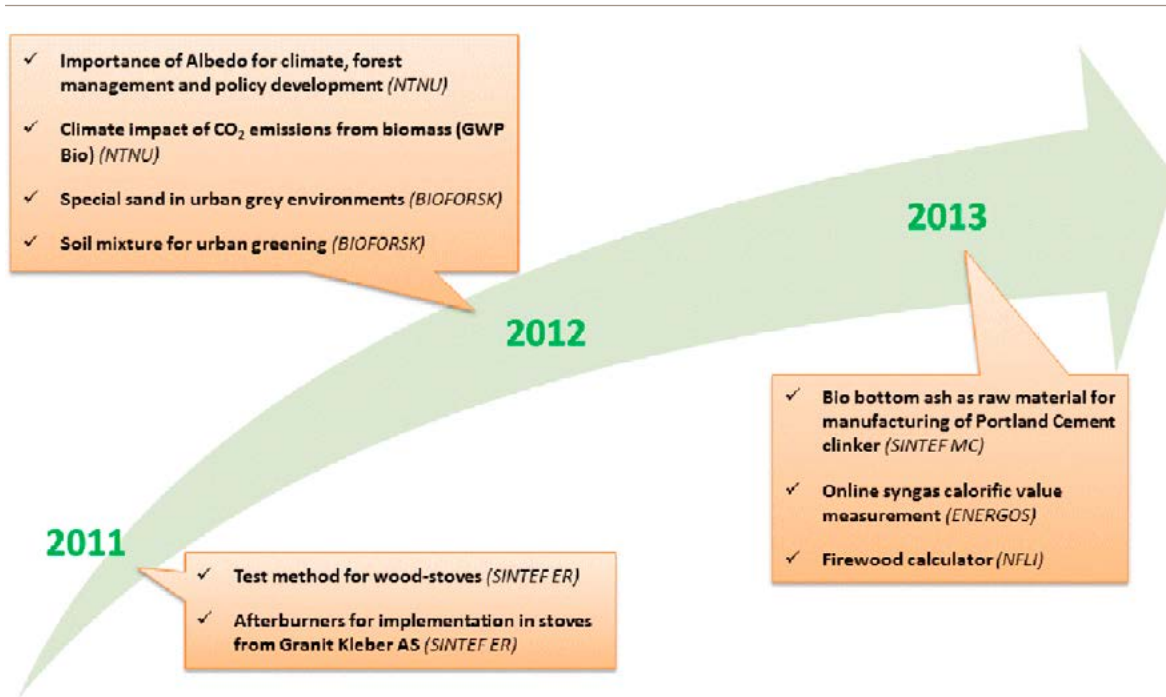 ✓ Importance of Albedo for climate, forest
management and policy development (NTNU)
✓ Climate impact of CO₂ emissions from biomass (GWP
Bio) (NTNU)
✓ Special sand in urban grey environments (BIOFORSK)
✓ Soil mixture for urban greening (BIOFORSK)
2013
2012
✓ Bio bottom ash as raw material for
manufacturing of Portland Cement
clinker (SINTEF MC)
✓ Online syngas calorific value
measurement (ENERGOS)
✓ Firewood calculator (NFLI)
2011
✓ Test method for wood-stoves (SINTEF ER)
✓ Afterburners for implementation in stoves
from Granit Kleber AS (SINTEF ER)